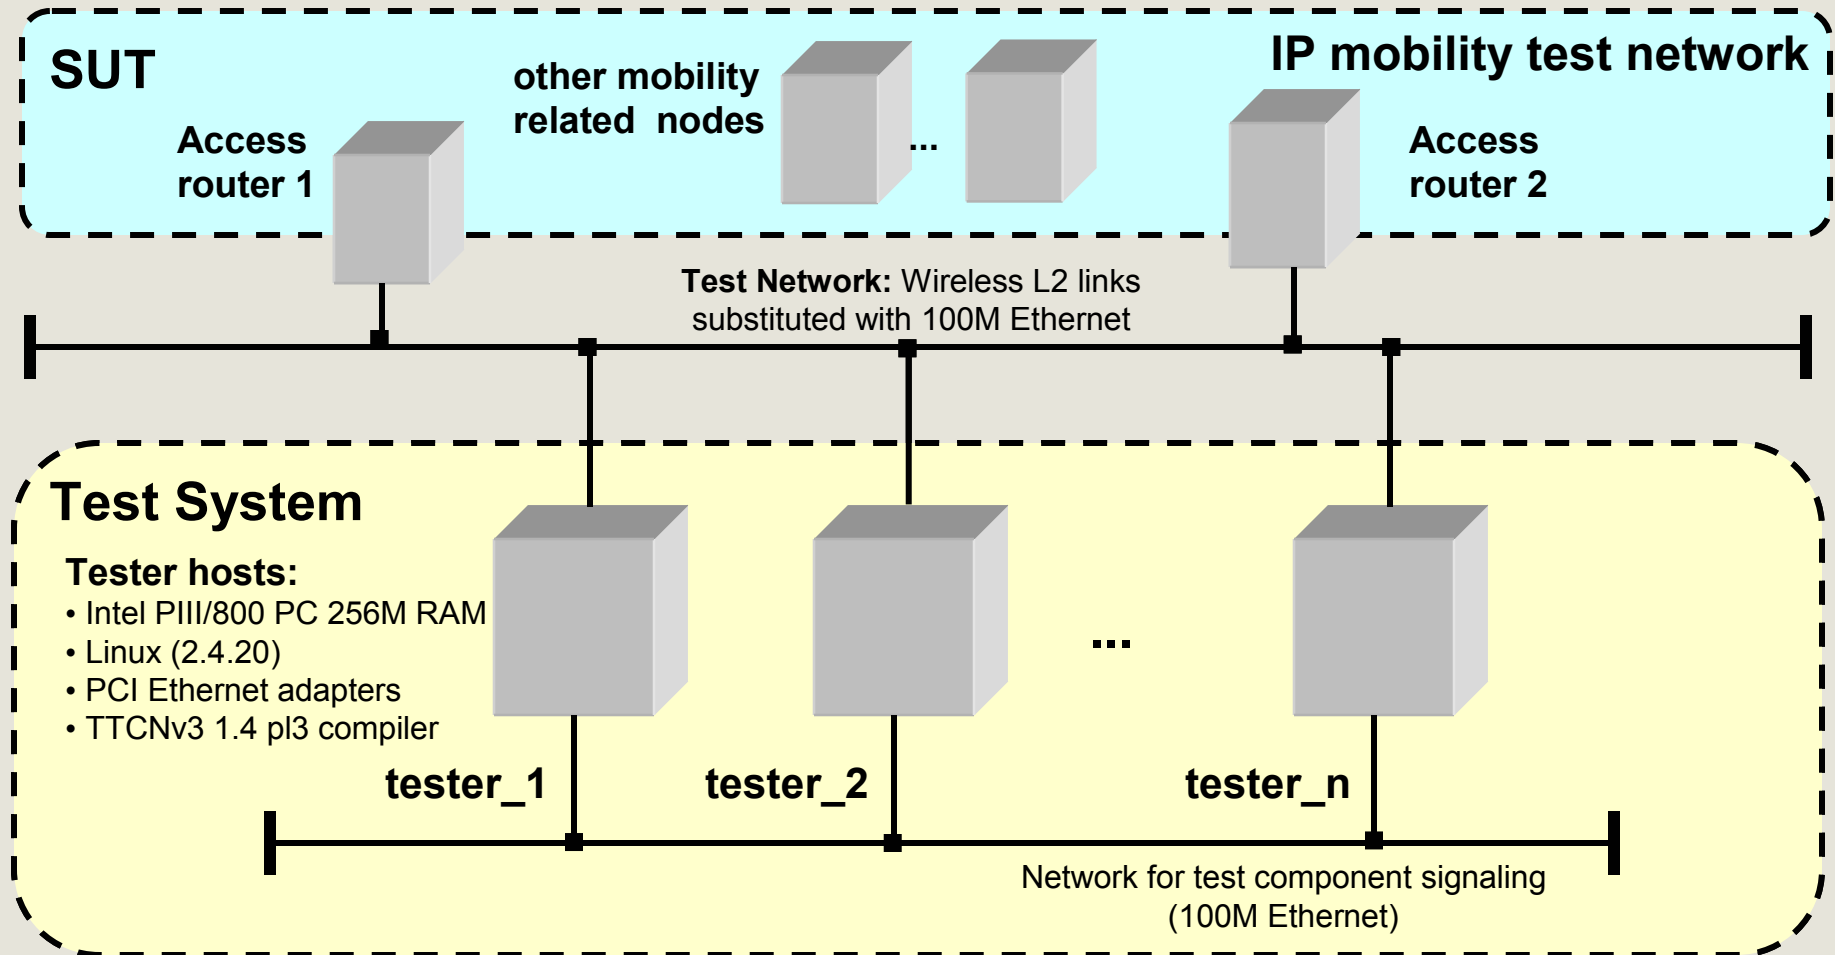 SUT
IP mobility test network
other mobility
related nodes
...
Access
router 1
Access
router 2
Test Network: Wireless L2 links
substituted with 100M Ethernet
Test System
Tester hosts:
• Intel PIII/800 PC 256M RAM
• Linux (2.4.20)
• PCI Ethernet adapters
• TTCNv3 1.4 pl3 compiler
...
tester_1
tester_2
tester_n
Network for test component signaling
(100M Ethernet)